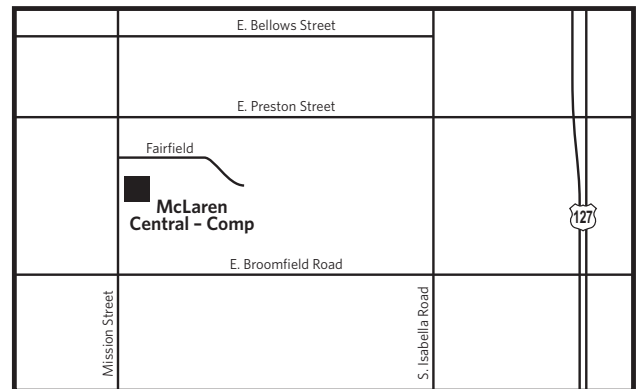 E. Bellows Street
E. Preston Street
Fairfield
McLaren
Central – Comp
127
E. Broomfield Road
Mission Street
S. Isabella Road